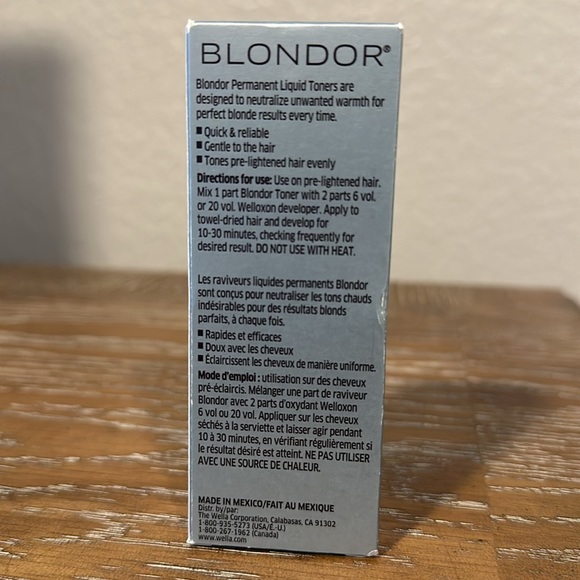 BLONDOR®
Blondor Permanent Liquid Toners are
designed to neutralize unwanted warmth for
perfect blonde results every time.
■ Quick & reliable
■ Gentle to the hair
■ Tones pre-lightened hair evenly
Directions for use: Use on pre-lightened hair.
Mix 1 part Blondor Toner with 2 parts 6 vol.
or 20 vol. Welloxon developer. Apply to
towel-dried hair and develop for
10-30 minutes, checking frequently for
desired result. DO NOT USE WITH HEAT.
Les raviveurs liquides permanents Blondor
sont conçus pour neutraliser les tons chauds
indésirables pour des résultats blonds
parfaits, à chaque fois.
■ Rapides et efficaces
■ Doux avec les cheveux
■ Éclaircissent les cheveux de manière uniforme.
Mode d'emploi : utilisation sur des cheveux
pré-éclaircis. Mélanger une part de raviveur
Blondor avec 2 parts d'oxydant Welloxon
6 vol ou 20 vol. Appliquer sur les cheveux
séchés à la serviette et laisser agir pendant
10 à 30 minutes, en vérifiant régulièrement si
le résultat désiré est atteint. NE PAS UTILISER
AVEC UNE SOURCE DE CHALEUR.
MADE IN MEXICO/FAIT AU MEXIQUE
Distr. by/par:
The Wella Corporation, Calabasas, CA 91302
1-800-935-5273 (USA/É.-U.)
1-800-267-1962 (Canada)
www.wella.com